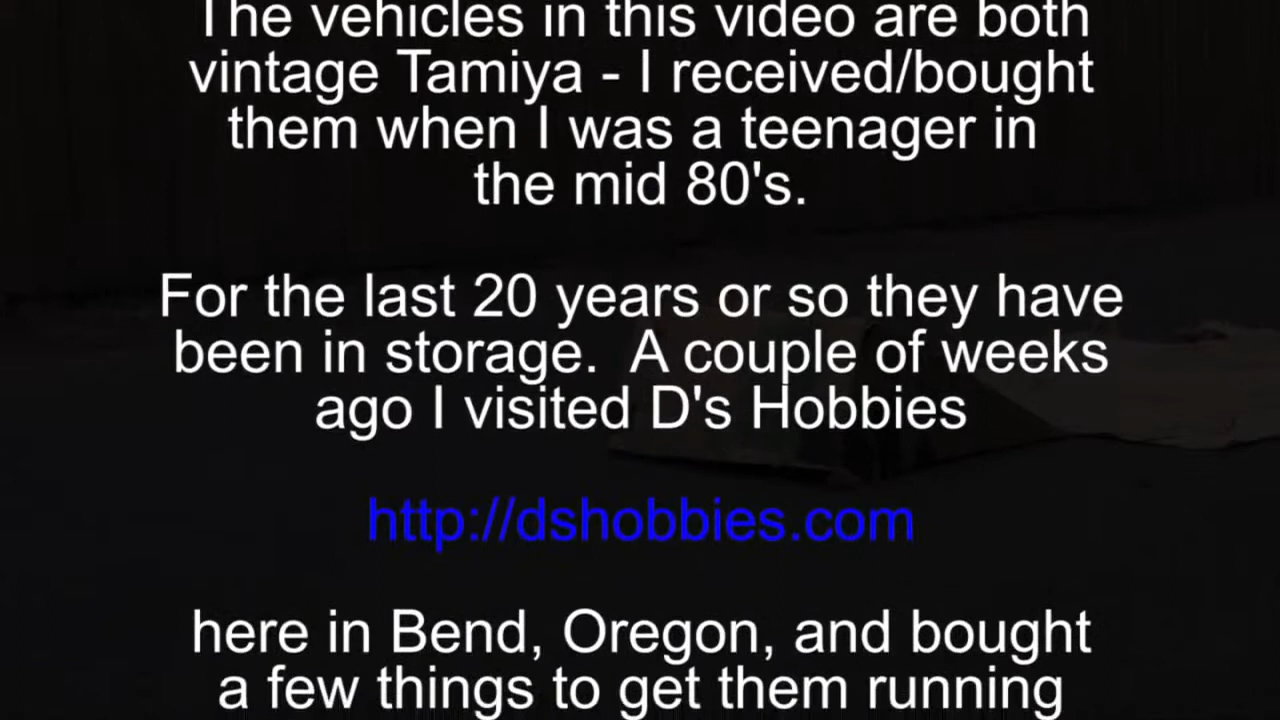 The vehicles in this video are both
vintage Tamiya - I received/bought
them when I was a teenager in
the mid 80's.
For the last 20 years or so they have
been in storage.  A couple of weeks
ago I visited D's Hobbies
http://dshobbies.com
here in Bend, Oregon, and bought
a few things to get them running